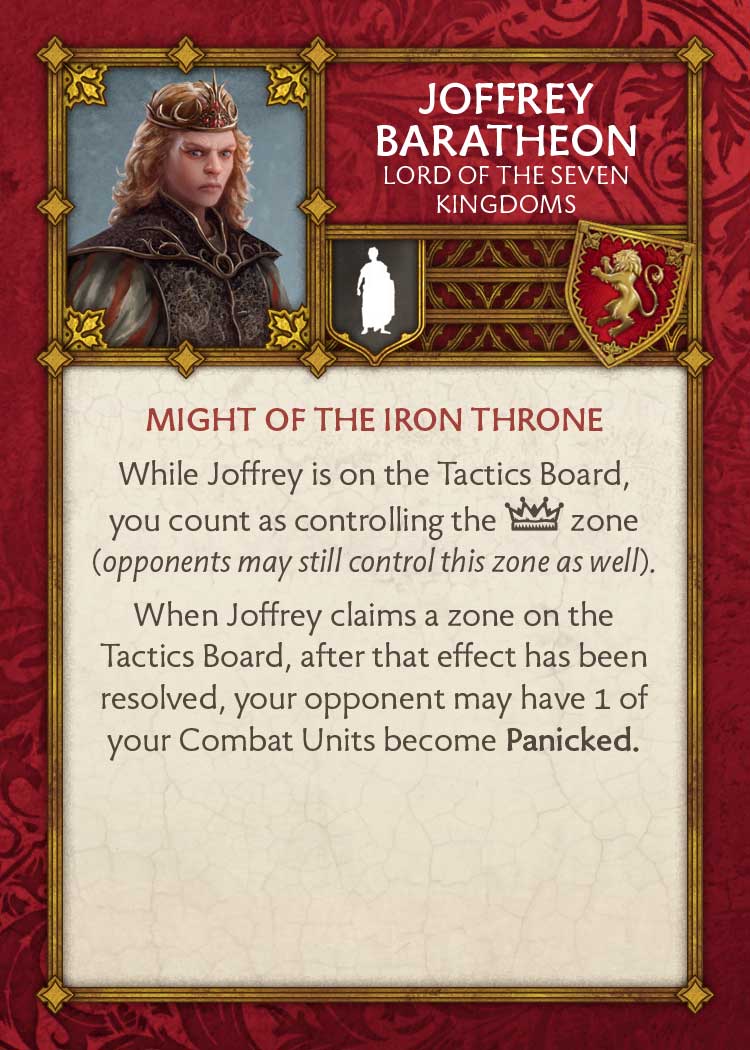 JOFFREY
BARATHEON
LORD OF THE SEVEN
KINGDOMS
MIGHT OF THE IRON THRONE
While Joffrey is on the Tactics Board,
you count as controlling the zone
(opponents may still control this zone as well).
When Joffrey claims a zone on the
Tactics Board, after that effect has been
resolved, your opponent may have 1 of
your Combat Units become Panicked.